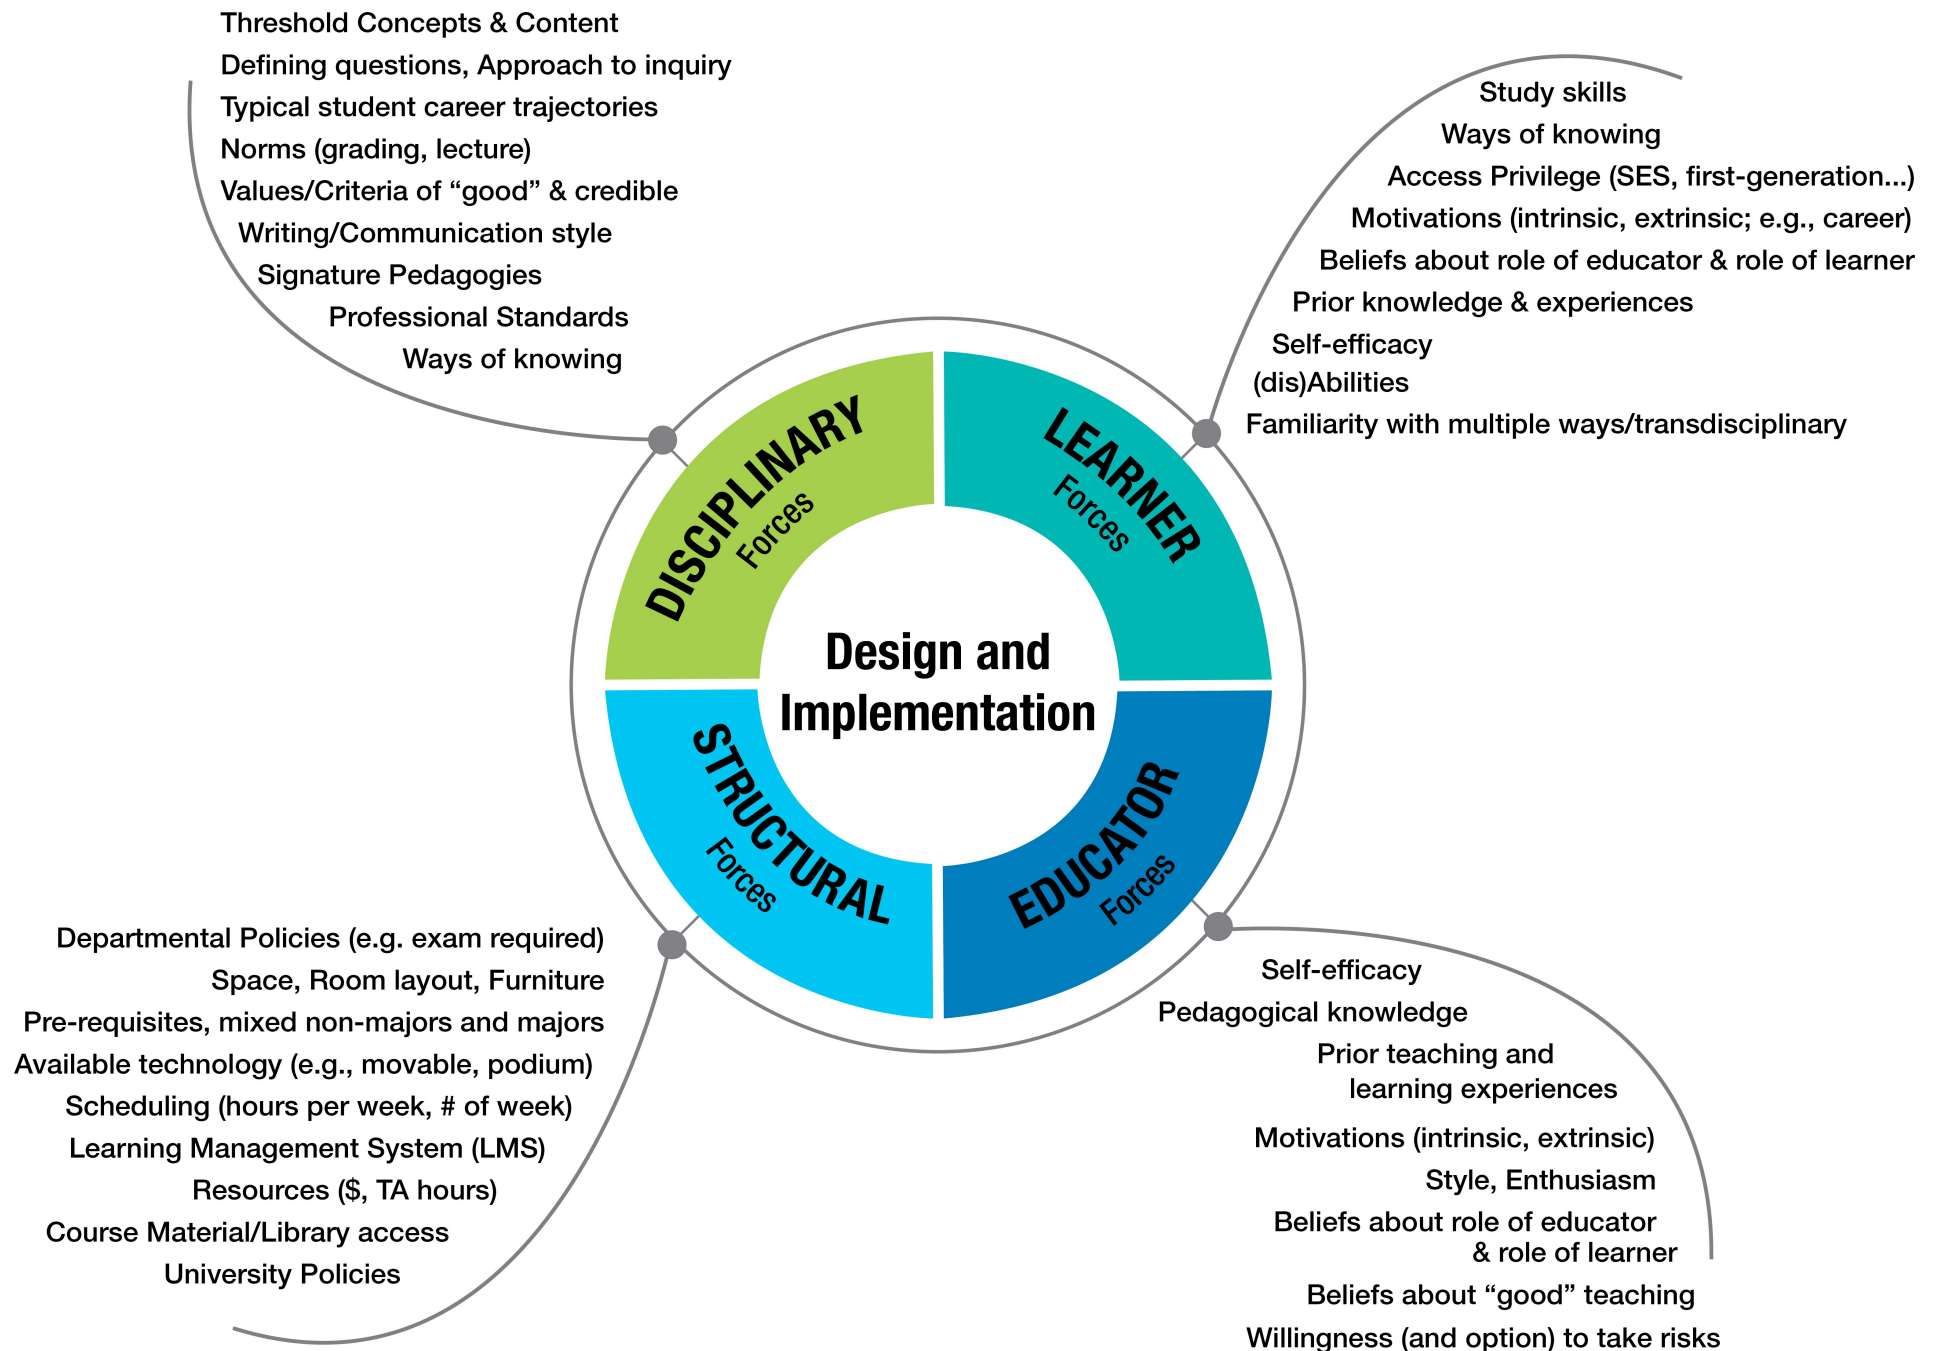 Threshold Concepts & Content
Defining questions, Approach to inquiry
Typical student career trajectories
Norms (grading, lecture)
Values/Criteria of “good” & credible
Writing/Communication style
Signature Pedagogies
Professional Standards
Ways of knowing
Study skills
Ways of knowing
Access Privilege (SES, first-generation...)
Motivations (intrinsic, extrinsic; e.g., career)
Beliefs about role of educator & role of learner
Prior knowledge & experiences
Self-efficacy
(dis)Abilities
Familiarity with multiple ways/transdisciplinary
DISCIPLINARY
Forces
LEARNER
Forces
Design and
Implementation
STRUCTURAL
Forces
EDUCATOR
Forces
Departmental Policies (e.g. exam required)
Space, Room layout, Furniture
Pre-requisites, mixed non-majors and majors
Available technology (e.g., movable, podium)
Scheduling (hours per week, # of week)
Learning Management System (LMS)
Resources ($, TA hours)
Course Material/Library access
University Policies
Self-efficacy
Pedagogical knowledge
Prior teaching and
learning experiences
Motivations (intrinsic, extrinsic)
Style, Enthusiasm
Beliefs about role of educator
& role of learner
Beliefs about “good” teaching
Willingness (and option) to take risks